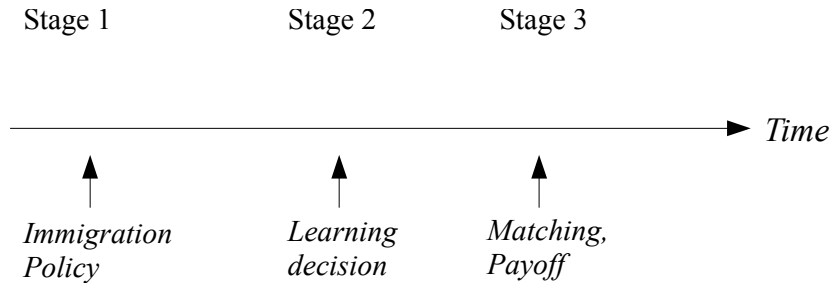 Stage 1 Stage 2 Stage 3
Time
Immigration Learning Matching,
Policy decision Payoff